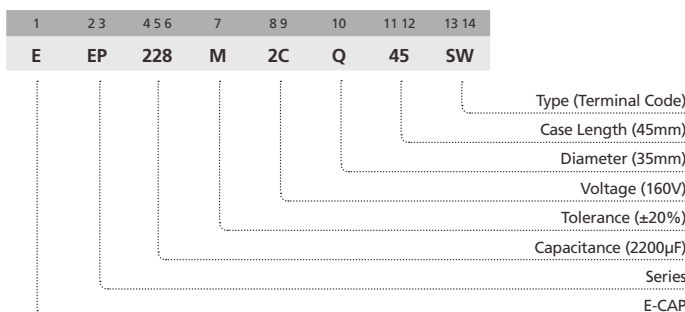 1 2 3 4 5 6 7 8 9 10 11 12 13 14
E EP 228 M 2C Q 45 SW
Type (Terminal Code)
Case Length (45mm)
Diameter (35mm)
Voltage (160V)
Tolerance (±20%)
Capacitance (2200µF)
Series
E-CAP